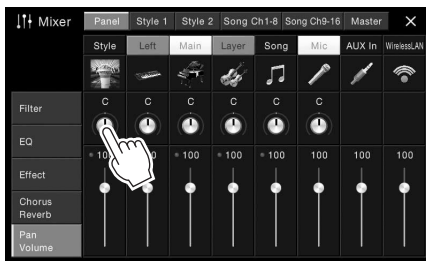 Mixer
Panel Style 1 Style 2 Song Ch1-8 Song Ch9-16 Master
Style Left Main Layer Song Mic AUX In WirelessLAN
Filter
C C C C C C
EQ
100 100 100 100 100 100 100
Effect
Chorus
Reverb
Pan
Volume